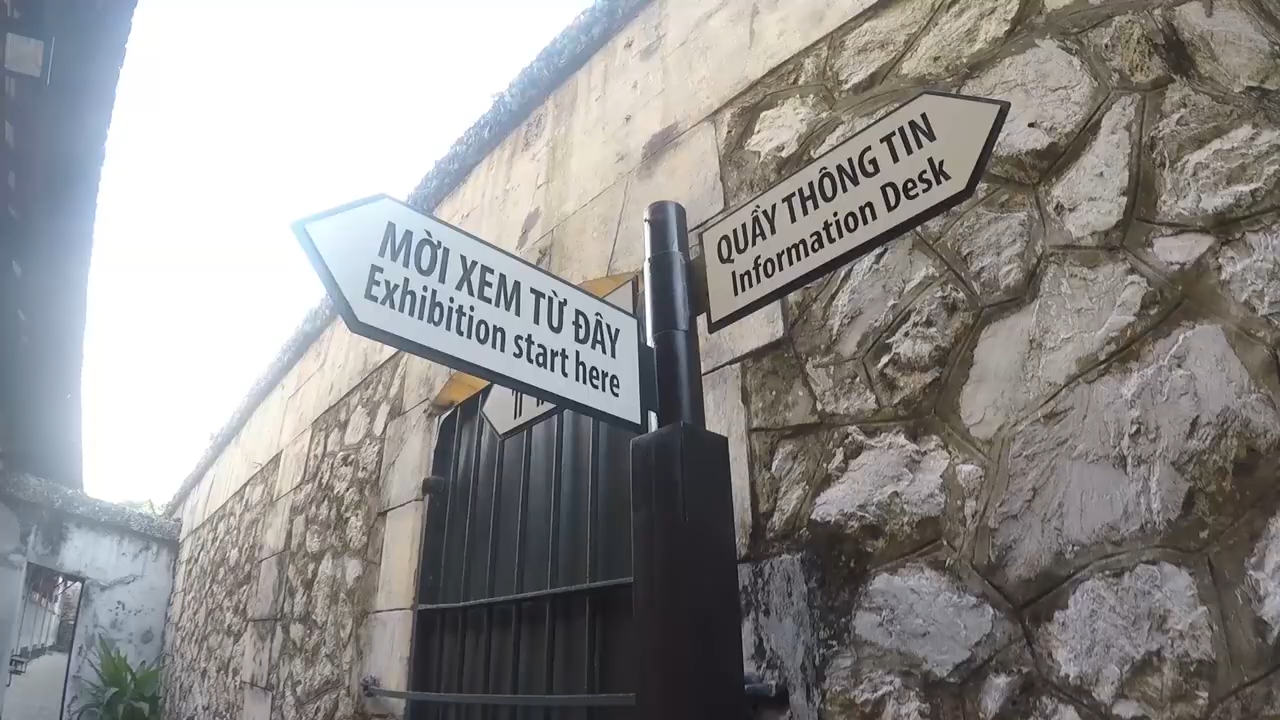 MỜI XEM TỪ ĐÂY
Exhibition start here
QUẦY THÔNG TIN
Information Desk